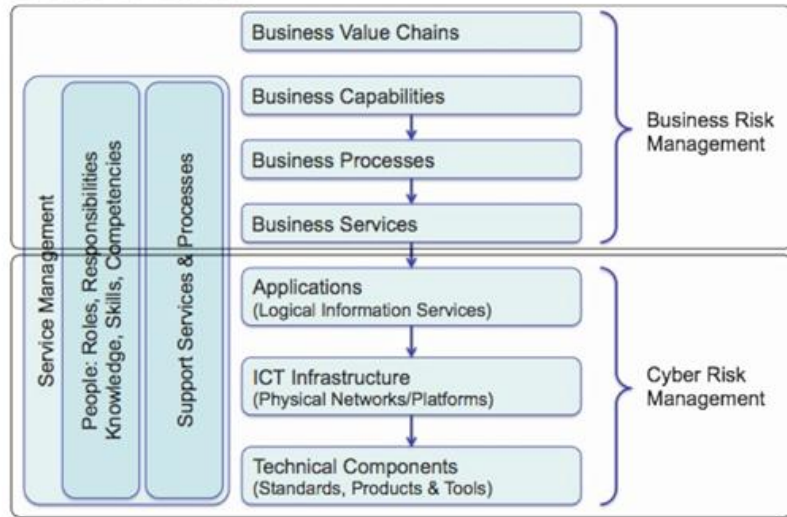 Business Value Chains
Business Capabilities
Business Processes
Business Services
Business Risk
Management
Service Management
People: Roles, Responsibilities
Knowledge, Skills, Competencies
Support Services & Processes
Applications
(Logical Information Services)
ICT Infrastructure
(Physical Networks/Platforms)
Technical Components
(Standards, Products & Tools)
Cyber Risk
Management